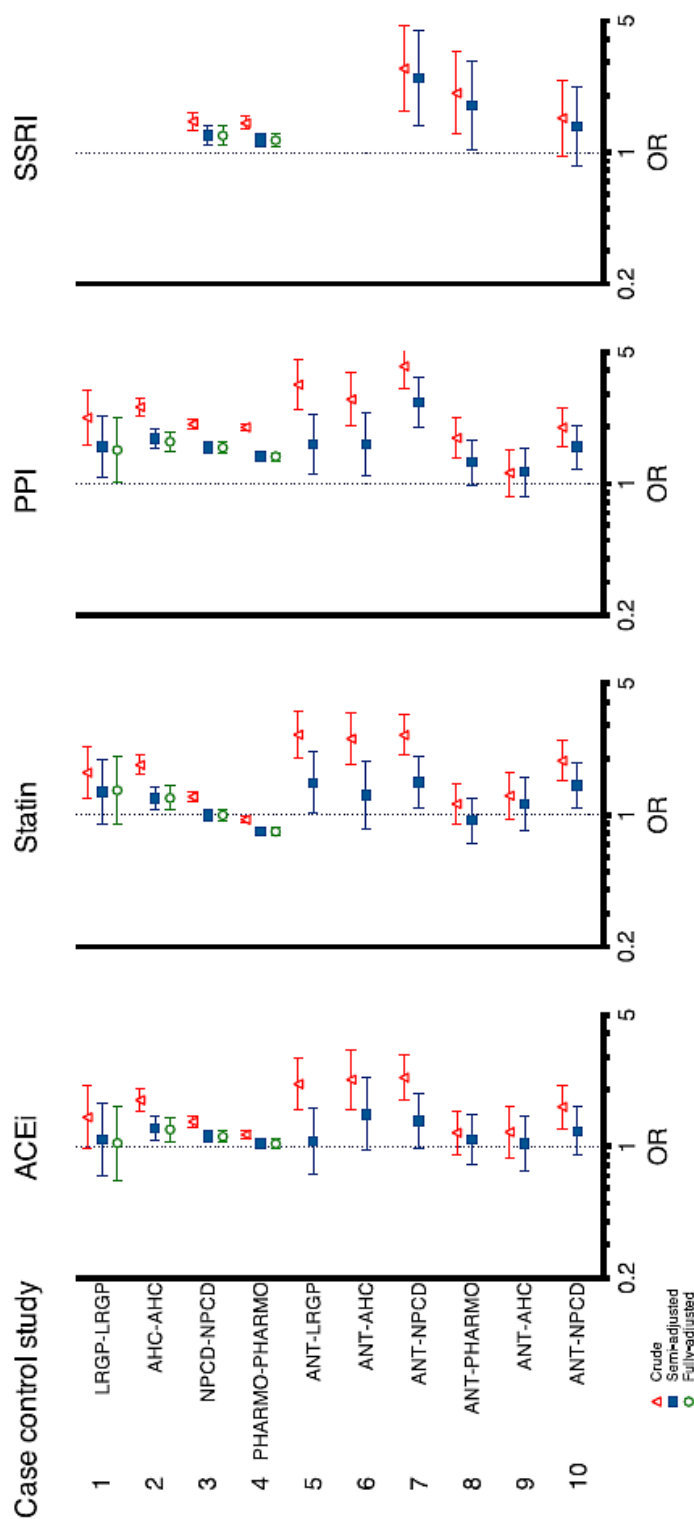 Case control study
ACEi
Statin
PPI
SSRI
1 LRGP-LRGP
2 AHC-AHC
3 NPCD-NPCD
4 PHARMO-PHARMO
5 ANT-LRGP
6 ANT-AHC
7 ANT-NPCD
8 ANT-PHARMO
9 ANT-AHC
10 ANT-NPCD
0.2 1 5
OR
0.2 1 5
OR
0.2 1 5
OR
0.2 1 5
OR
Crude
Semi-adjusted
Fully-adjusted